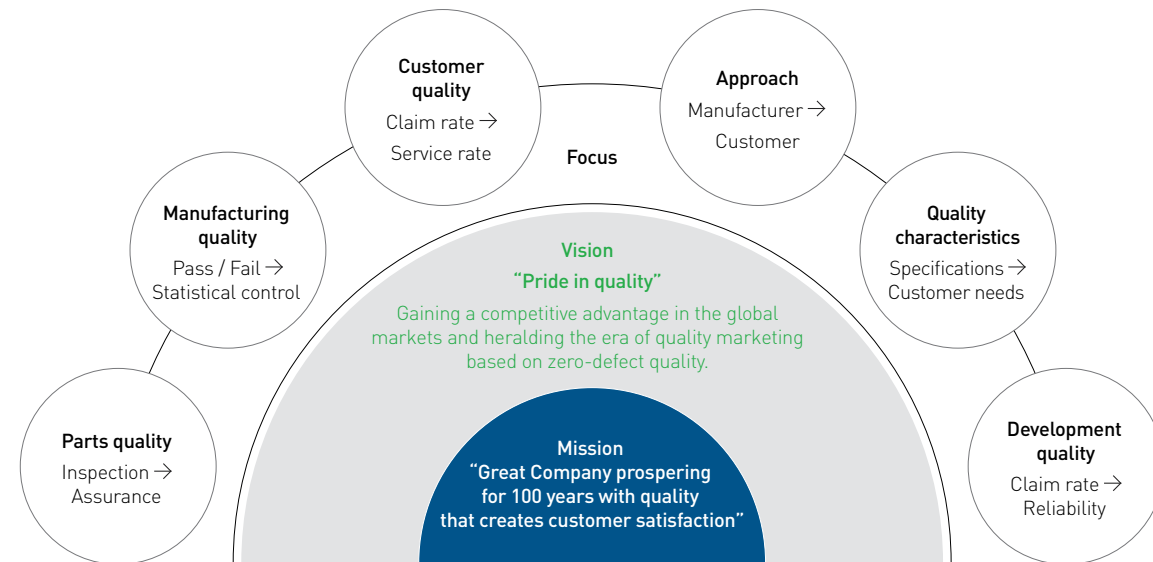 Customer
quality
Claim rate →
Service rate
Approach
Manufacturer →
Customer
Focus
Manufacturing
quality
Pass / Fail →
Statistical control
Quality
characteristics
Specifications →
Customer needs
Vision
“Pride in quality”
Gaining a competitive advantage in the global
markets and heralding the era of quality marketing
based on zero-defect quality.
Parts quality
Inspection →
Assurance
Development
quality
Claim rate →
Reliability
Mission
“Great Company prospering
for 100 years with quality
that creates customer satisfaction”